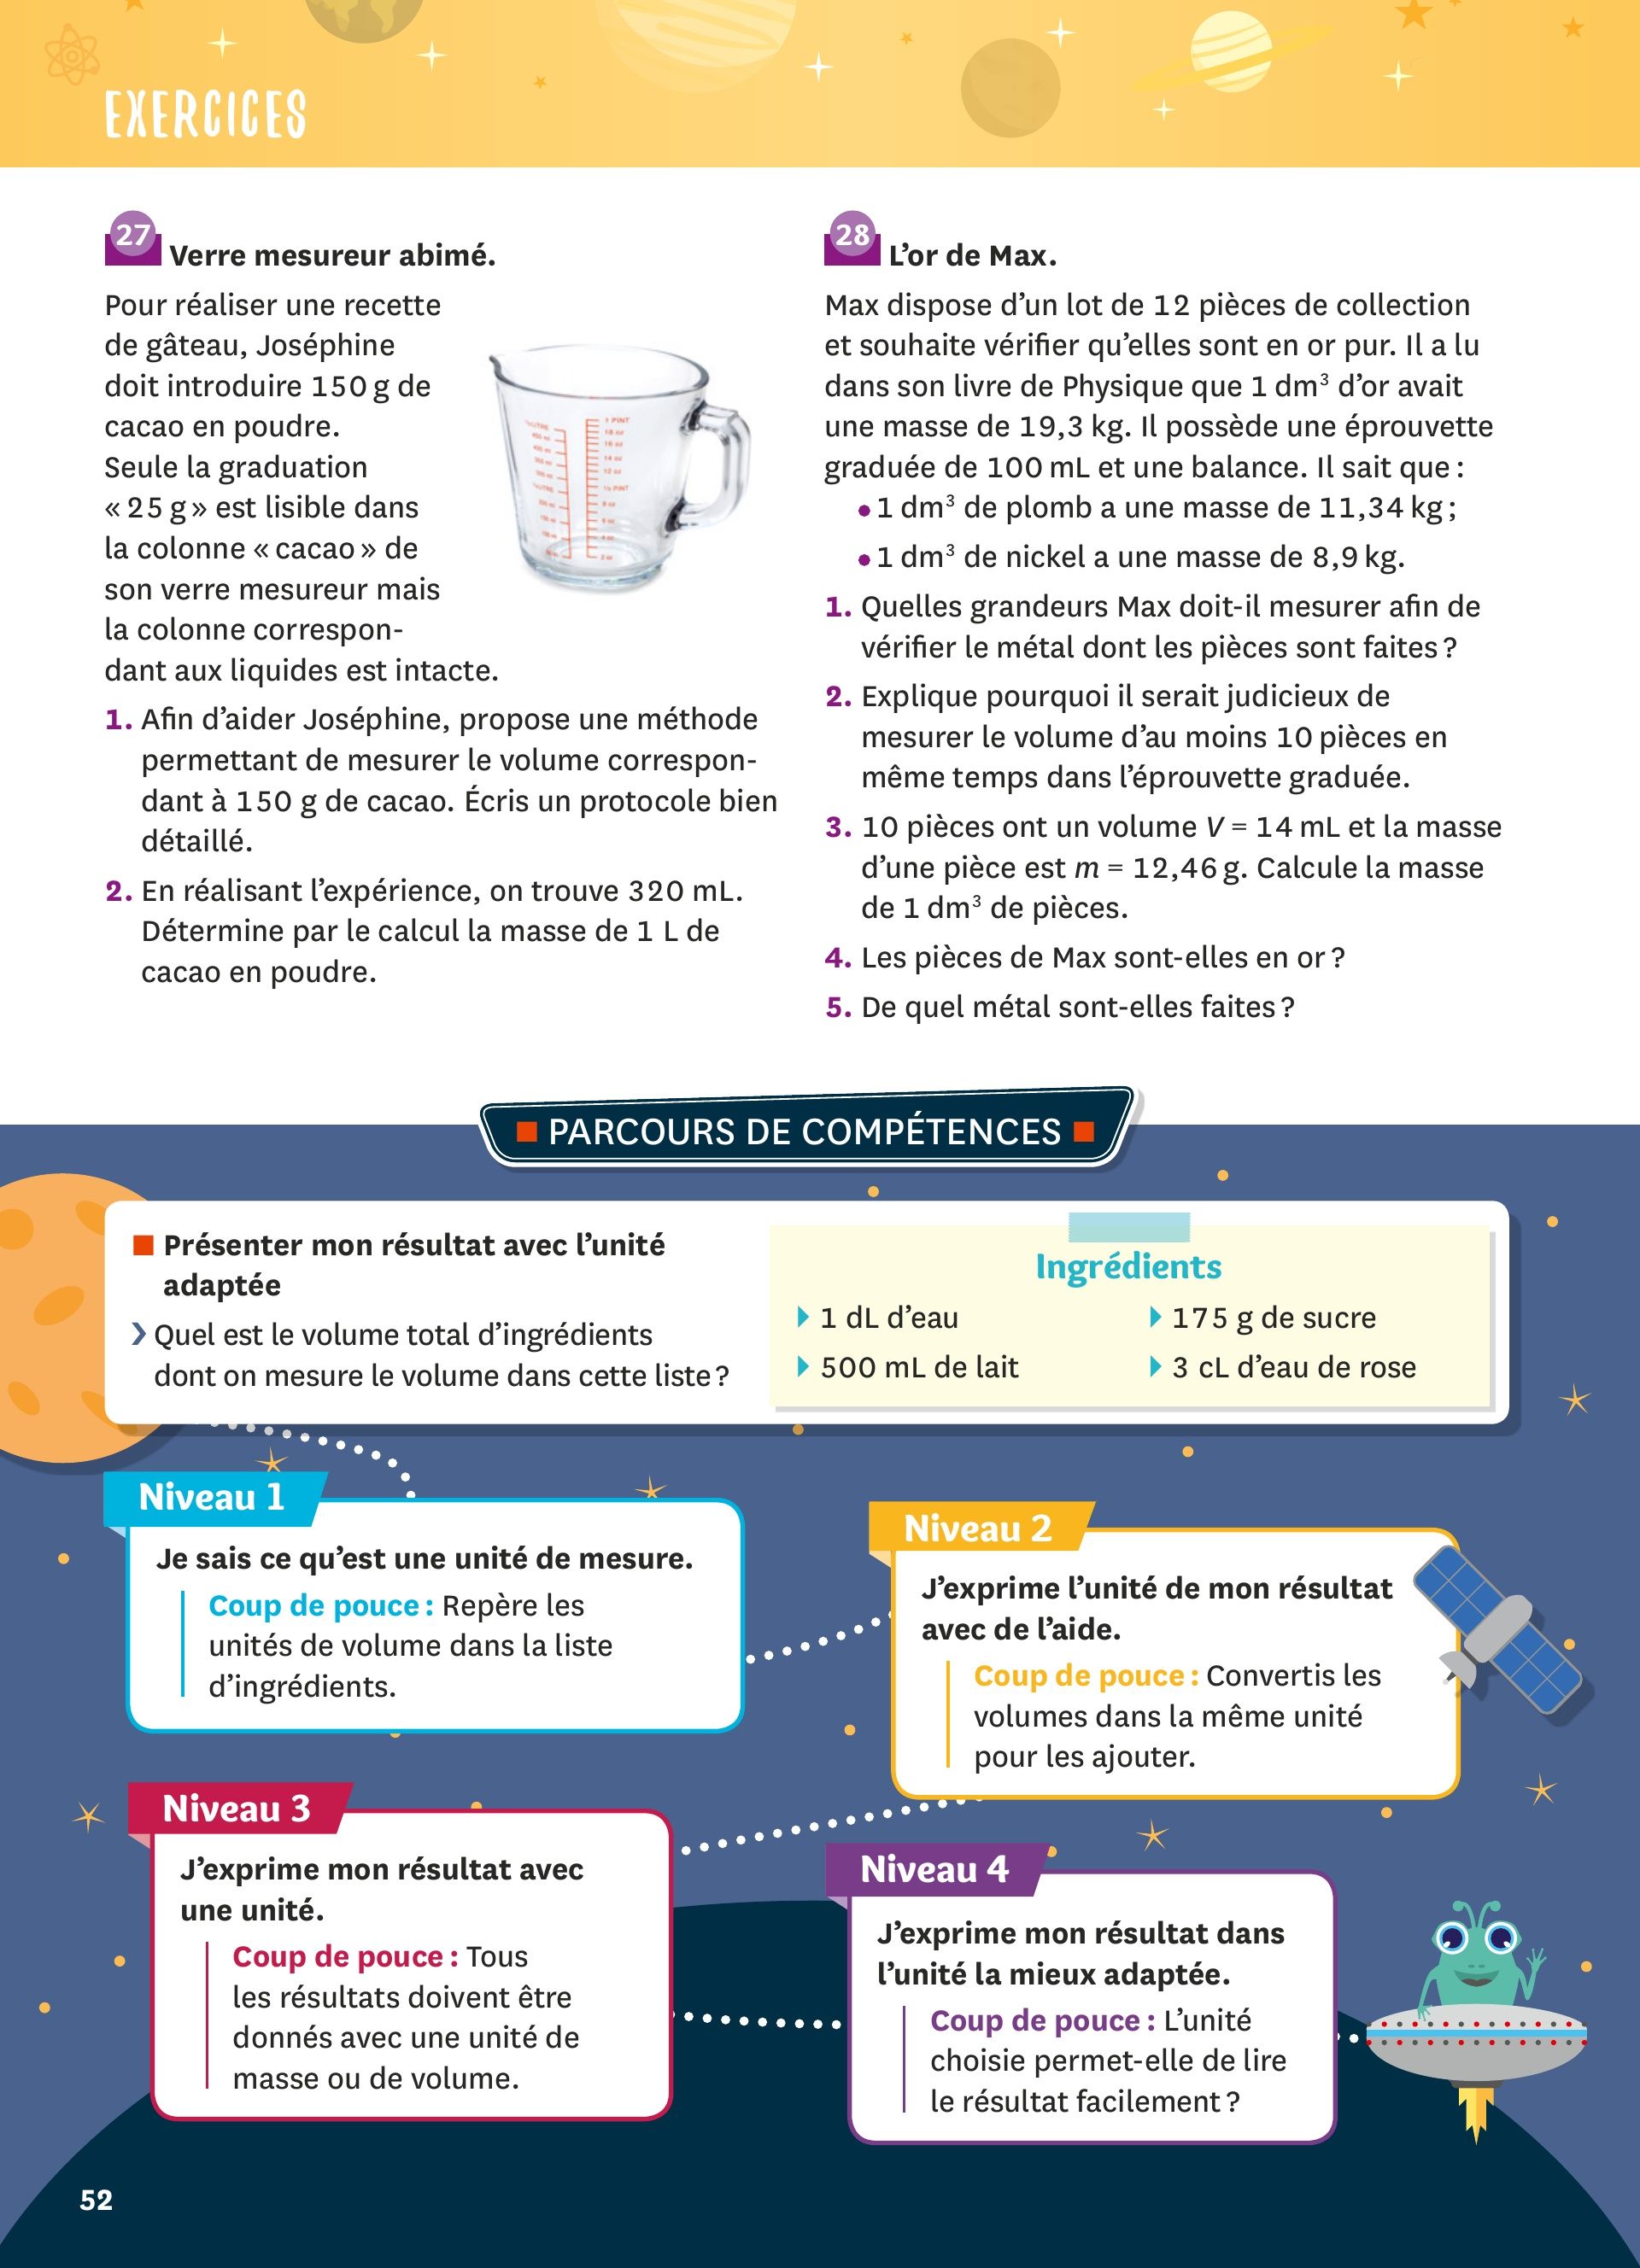 EXERCICES
27 Verre mesureur abimé.
Pour réaliser une recette
de gâteau, Joséphine
doit introduire 150 g de
cacao en poudre.
Seule la graduation
« 25 g » est lisible dans
la colonne « cacao » de
son verre mesureur mais
la colonne correspon-
dant aux liquides est intacte.
1. Afin d’aider Joséphine, propose une méthode
permettant de mesurer le volume correspon-
dant à 150 g de cacao. Écris un protocole bien
détaillé.
2. En réalisant l’expérience, on trouve 320 mL.
Détermine par le calcul la masse de 1 L de
cacao en poudre.
28 L’or de Max.
Max dispose d’un lot de 12 pièces de collection
et souhaite vérifier qu’elles sont en or pur. Il a lu
dans son livre de Physique que 1 dm³ d’or avait
une masse de 19,3 kg. Il possède une éprouvette
graduée de 100 mL et une balance. Il sait que :
• 1 dm³ de plomb a une masse de 11,34 kg ;
• 1 dm³ de nickel a une masse de 8,9 kg.
1. Quelles grandeurs Max doit-il mesurer afin de
vérifier le métal dont les pièces sont faites ?
2. Explique pourquoi il serait judicieux de
mesurer le volume d’au moins 10 pièces en
même temps dans l’éprouvette graduée.
3. 10 pièces ont un volume V = 14 mL et la masse
d’une pièce est m = 12,46 g. Calcule la masse
de 1 dm³ de pièces.
4. Les pièces de Max sont-elles en or ?
5. De quel métal sont-elles faites ?
PARCOURS DE COMPÉTENCES
Présenter mon résultat avec l’unité
adaptée
Quel est le volume total d’ingrédients
dont on mesure le volume dans cette liste ?
Ingrédients
1 dL d’eau
500 mL de lait
175 g de sucre
3 cL d’eau de rose
Niveau 1
Je sais ce qu’est une unité de mesure.
Coup de pouce : Repère les
unités de volume dans la liste
d’ingrédients.
Niveau 2
J’exprime l’unité de mon résultat
avec de l’aide.
Coup de pouce : Convertis les
volumes dans la même unité
pour les ajouter.
Niveau 3
J’exprime mon résultat avec
une unité.
Coup de pouce : Tous
les résultats doivent être
donnés avec une unité de
masse ou de volume.
Niveau 4
J’exprime mon résultat dans
l’unité la mieux adaptée.
Coup de pouce : L’unité
choisie permet-elle de lire
le résultat facilement ?
52